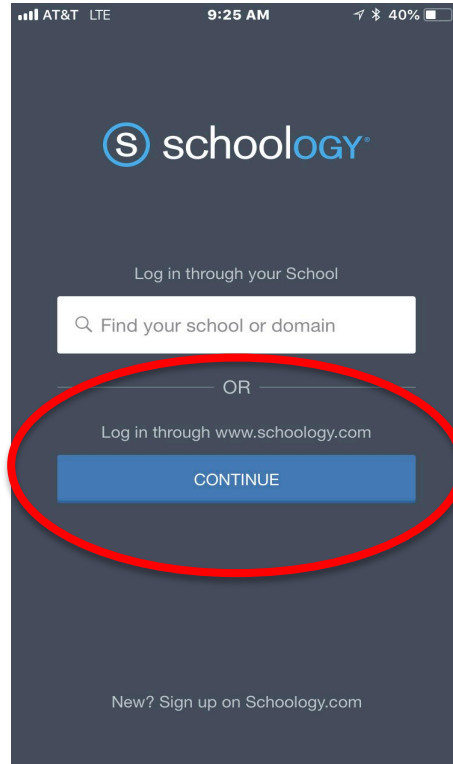 AT&T LTE 9:25 AM 40%
S schoology®
Log in through your School
Find your school or domain
OR
Log in through www.schoology.com
CONTINUE
New? Sign up on Schoology.com